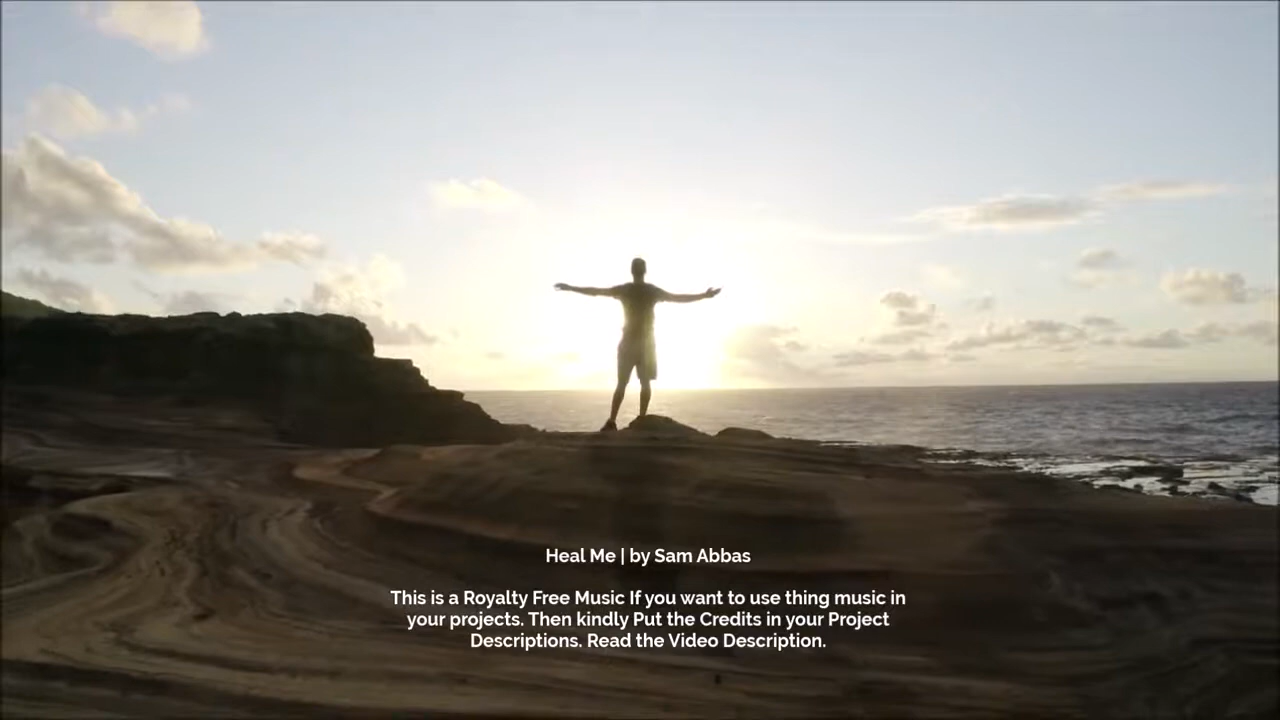 Heal Me | by Sam Abbas
This is a Royalty Free Music If you want to use thing music in
your projects. Then kindly Put the Credits in your Project
Descriptions. Read the Video Description.